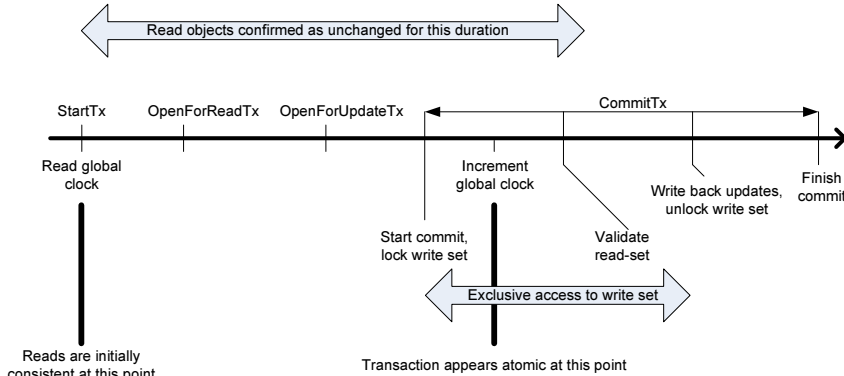 Read objects confirmed as unchanged for this duration
StartTx
OpenForReadTx
OpenForUpdateTx
CommitTx
Read global
clock
Increment
global clock
Start commit,
lock write set
Validate
read-set
Write back updates,
unlock write set
Finish
commit
Exclusive access to write set
Reads are initially
consistent at this point
Transaction appears atomic at this point